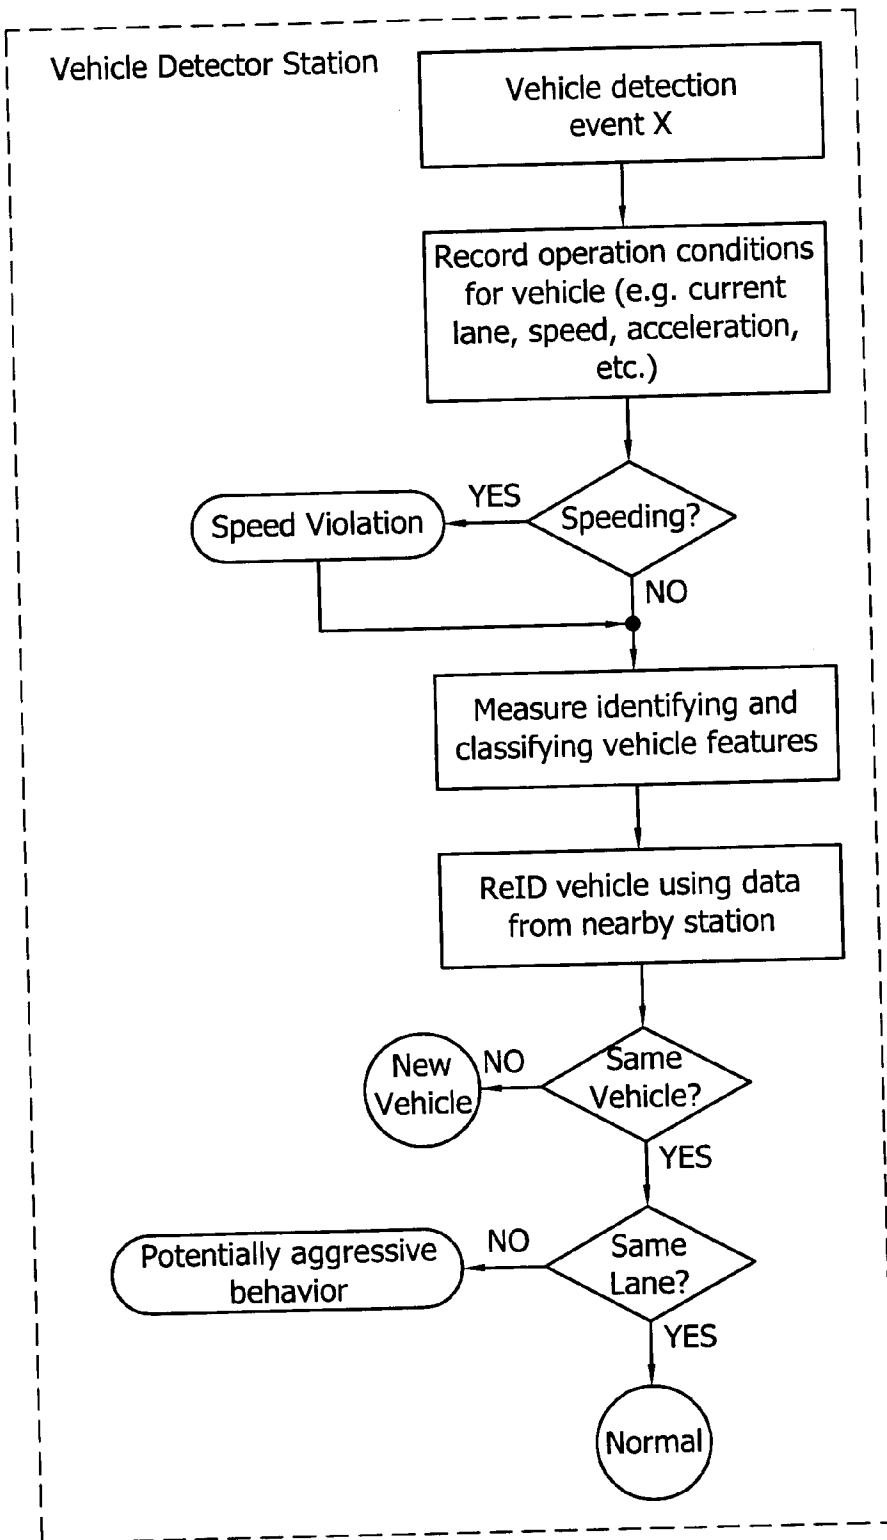 Vehicle Detector Station
Vehicle detection
event X
Record operation conditions
for vehicle (e.g. current
lane, speed, acceleration,
etc.)
YES
Speeding?
Speed Violation
NO
Measure identifying and
classifying vehicle features
ReID vehicle using data
from nearby station
Same
Vehicle?
NO
New
Vehicle
YES
Same
Lane?
NO
Potentially aggressive
behavior
YES
Normal